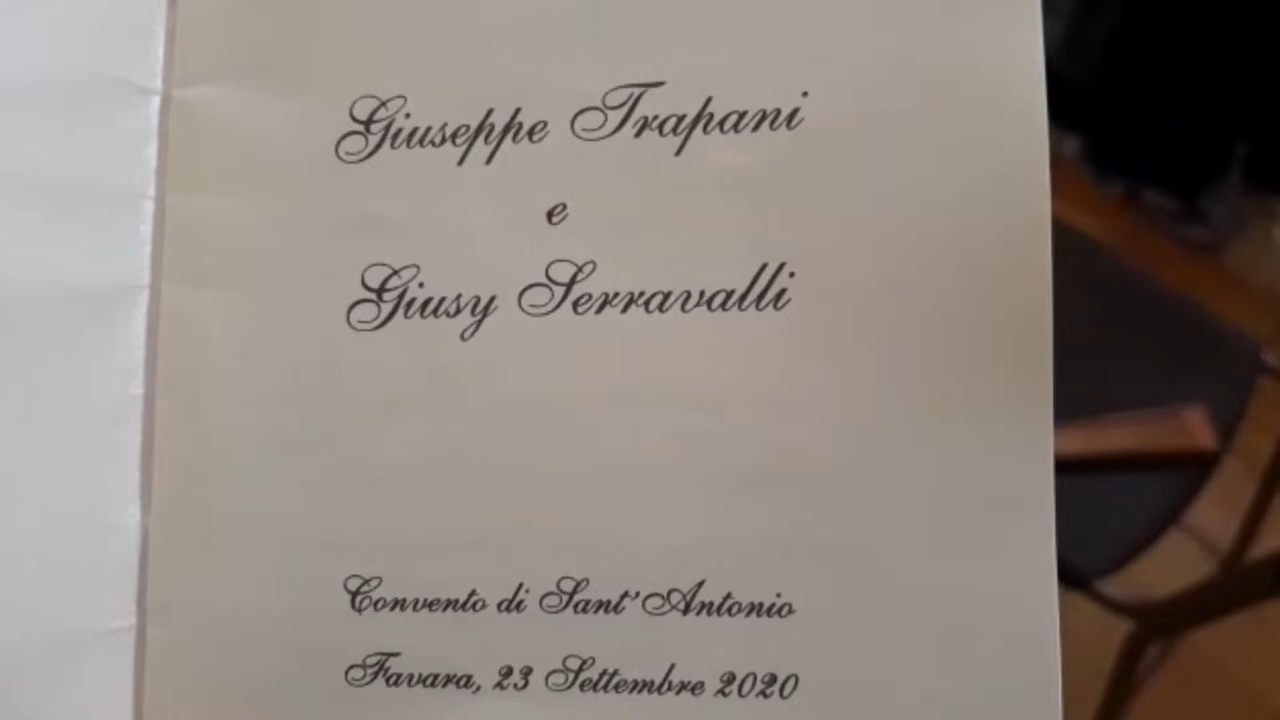 Giuseppe Trapani
e
Giusy Serravalli
Convento di Sant'Antonio
Favara, 23 Settembre 2020